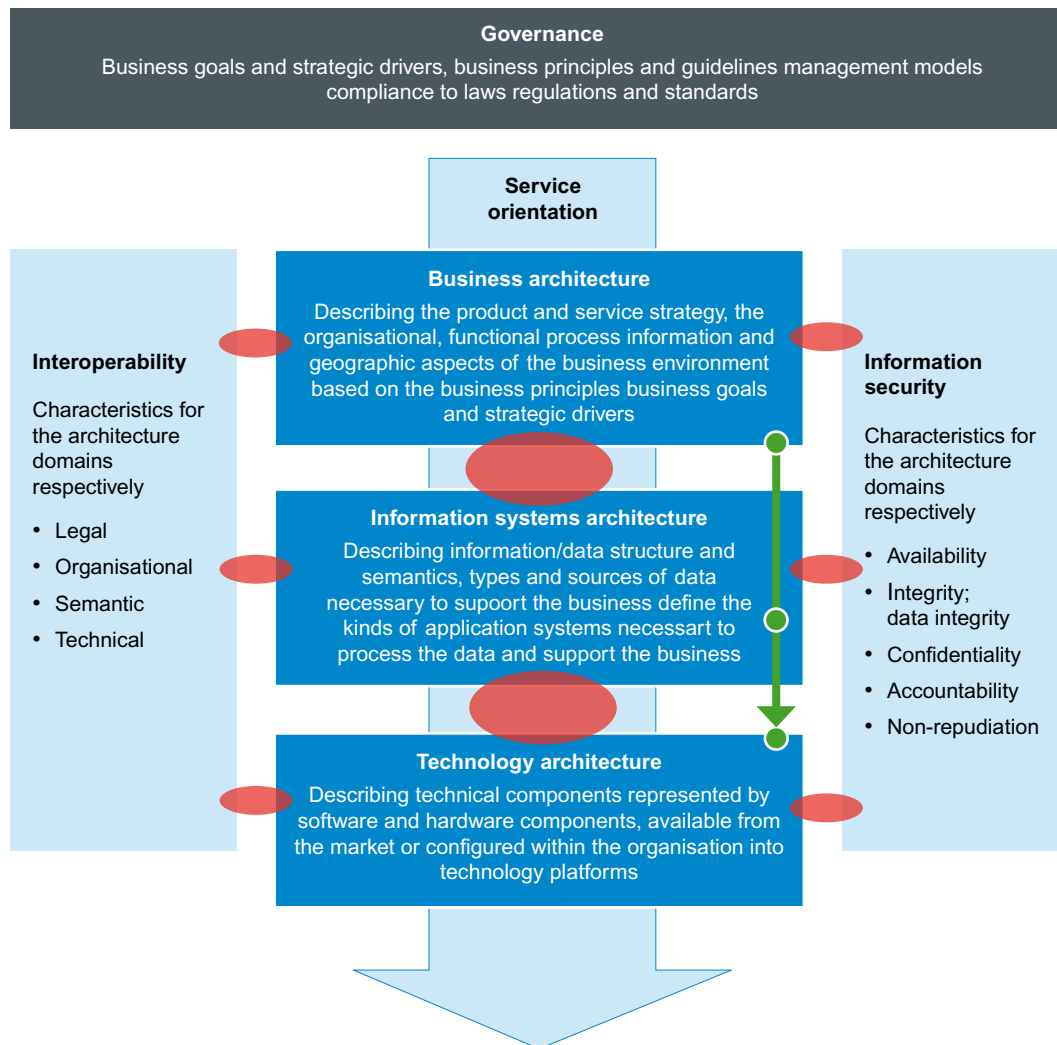 Governance
Business goals and strategic drivers, business principles and guidelines management models
compliance to laws regulations and standards
Service
orientation
Interoperability
Characteristics for
the architecture
domains
respectively
• Legal
• Organisational
• Semantic
• Technical
Business architecture
Describing the product and service strategy, the
organisational, functional process information and
geographic aspects of the business environment
based on the business principles business goals
and strategic drivers
Information systems architecture
Describing information/data structure and
semantics, types and sources of data
necessary to supoort the business define the
kinds of application systems necessart to
process the data and support the business
Technology architecture
Describing technical components represented by
software and hardware components, available from
the market or configured within the organisation into
technology platforms
Information
security
Characteristics for
the architecture
domains
respectively
• Availability
• Integrity;
data integrity
• Confidentiality
• Accountability
• Non-repudiation